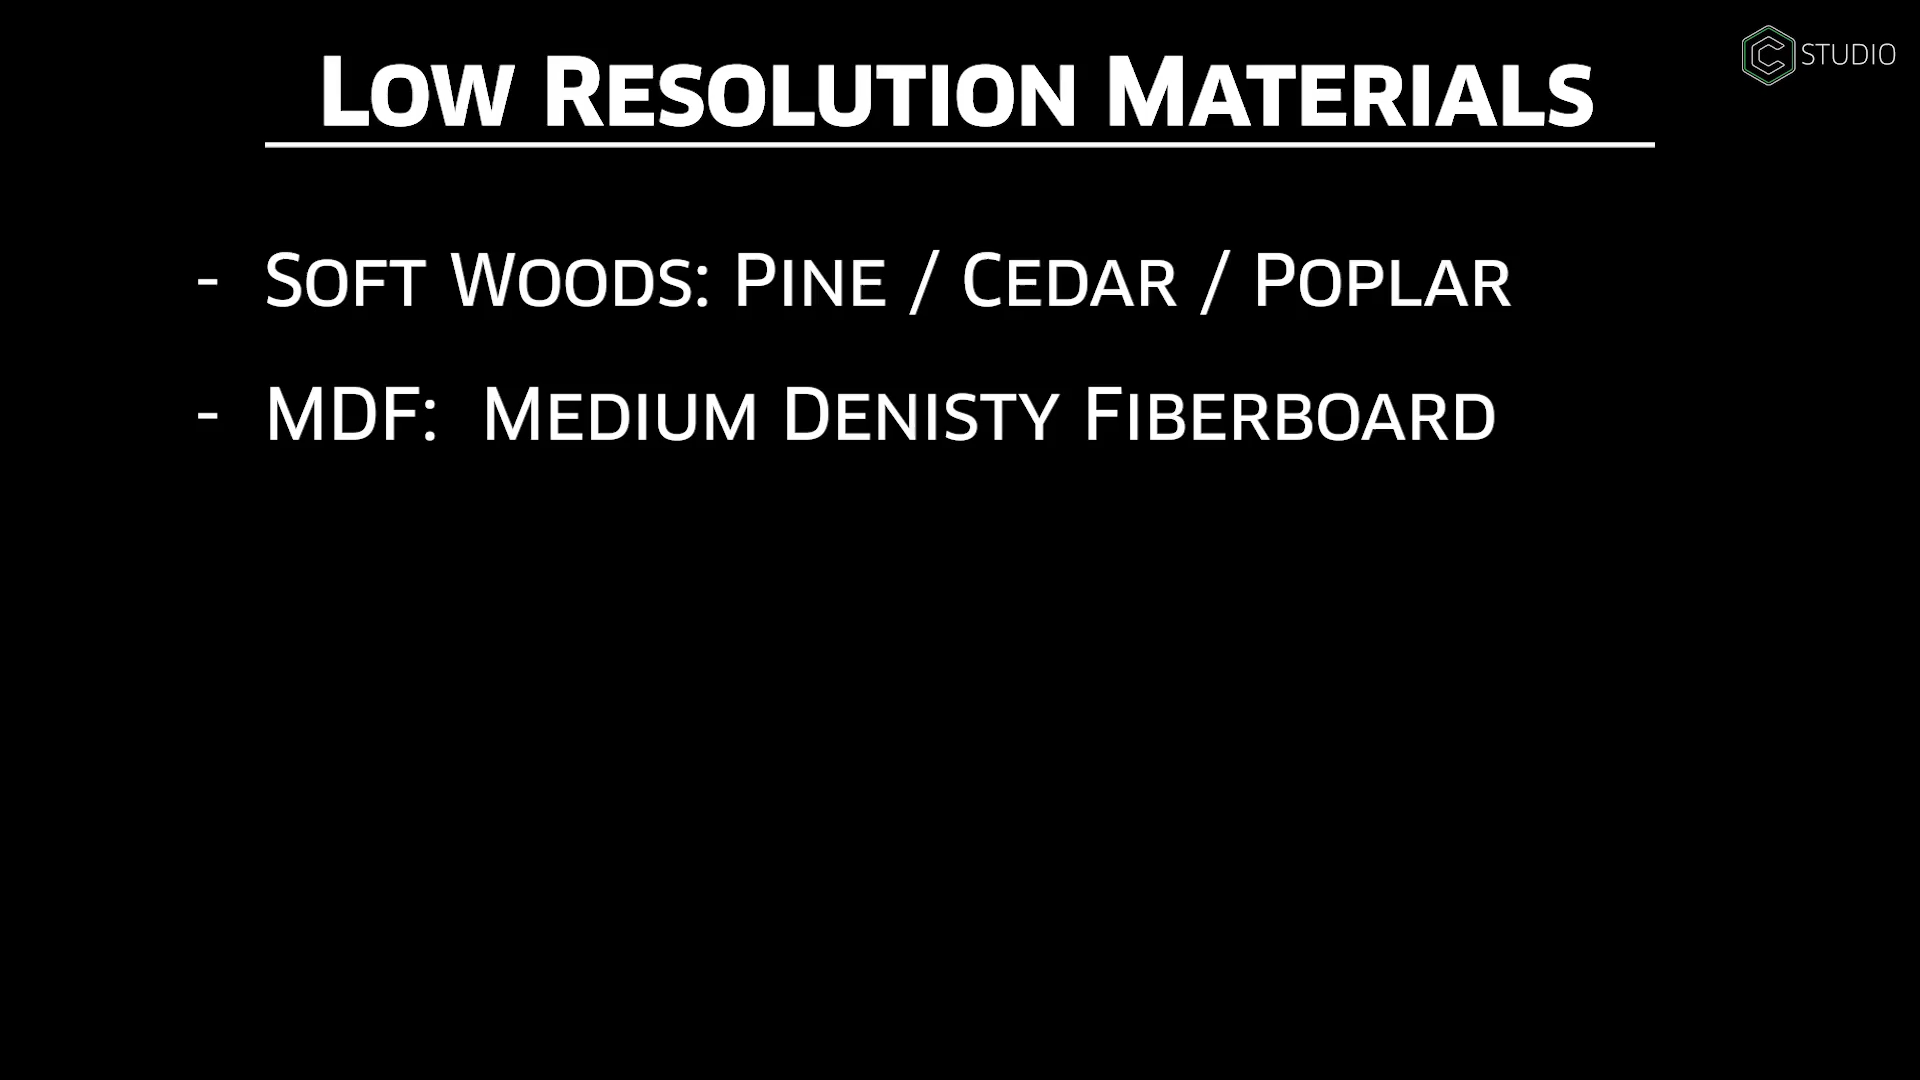 Low Resolution Materials
STUDIO
- Soft Woods: Pine / Cedar / Poplar
- MDF: Medium Denisty Fiberboard